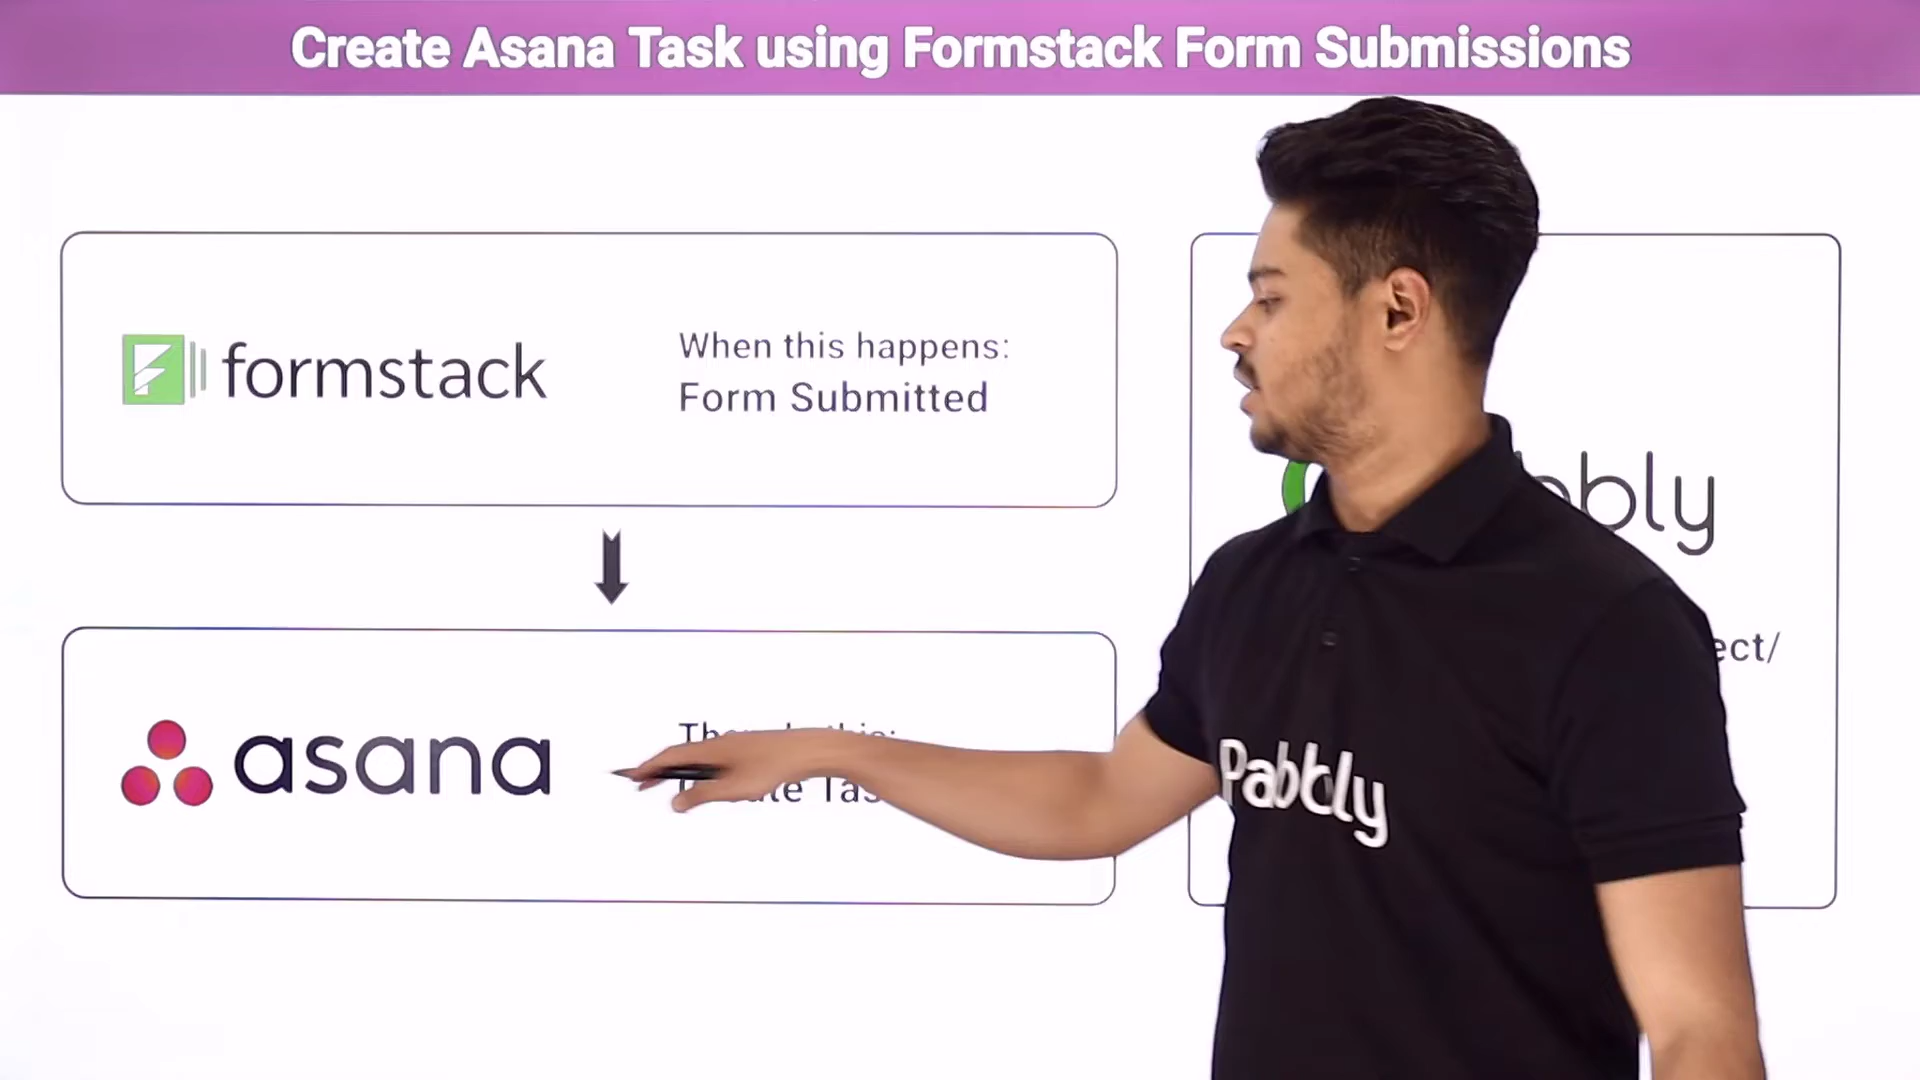 Create Asana Task using Formstack Form Submissions
formstack
When this happens:
Form Submitted
asana
Pabbly